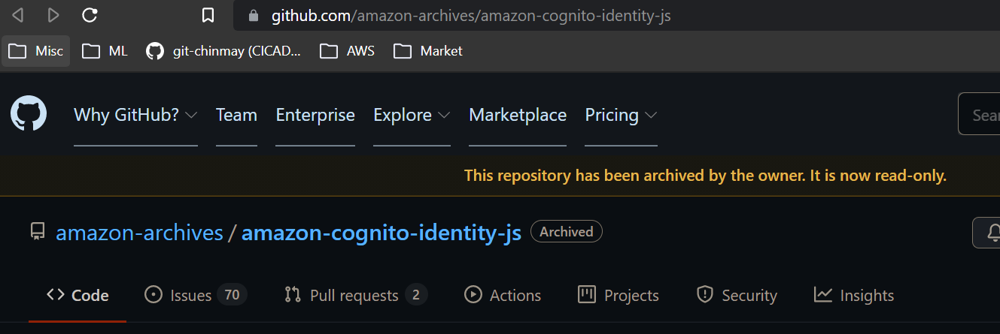 github.com/amazon-archives/amazon-cognito-identity-js
Misc ML git-chinmay (CICAD... AWS Market
Why GitHub? Team Enterprise Explore Marketplace Pricing
Sear
This repository has been archived by the owner. It is now read-only.
amazon-archives / amazon-cognito-identity-js Archived
Code Issues 70 Pull requests 2 Actions Projects Security Insights